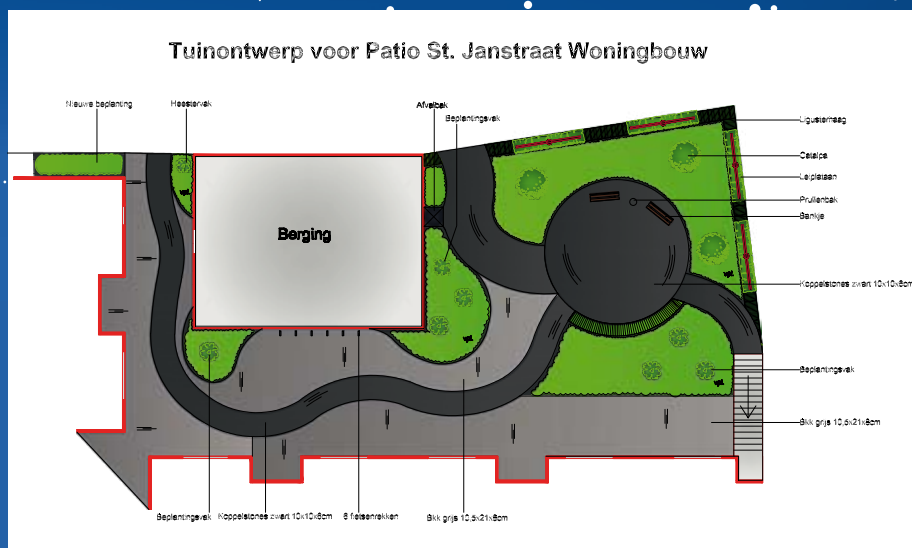 Tuinontwerp voor Patio St. Janstraat Woningbouw
Nieuwe beplanting
Heestervak
Afvalbak
Beplantingsvak
Ligusterhaag
Catalpa
Leiplataan
Prullenbak
Bankje
Berging
Koppelstones zwart 10x10x8cm
Beplantingsvak
Bkk grijs 10,5x21x8cm
Beplantingsvak
Koppelstones zwart 10x10x8cm
6 fietsenrekken
Bkk grijs 10,5x21x8cm